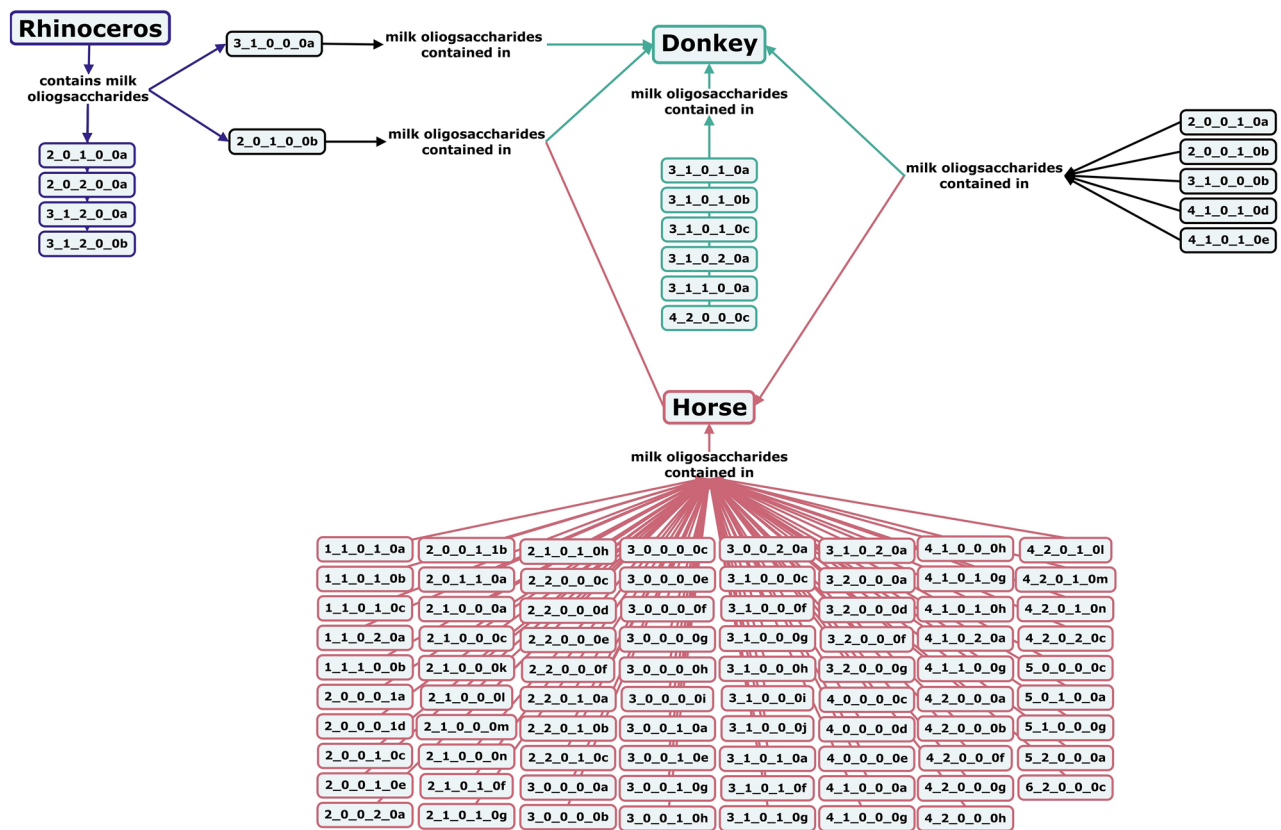 Rhinoceros
contains milk
oliogsaccharides
2_0_1_0_0a
2_0_2_0_0a
3_1_2_0_0a
3_1_2_0_0b
3_1_0_0_0a
milk oliogsaccharides
contained in
2_0_1_0_0b
milk oligosaccharides
contained in
Donkey
milk oligosaccharides
contained in
3_1_0_1_0a
3_1_0_1_0b
3_1_0_1_0c
3_1_0_2_0a
3_1_1_0_0a
4_2_0_0_0c
milk oliogsaccharides
contained in
2_0_0_1_0a
2_0_0_1_0b
3_1_0_0_0b
4_1_0_1_0d
4_1_0_1_0e
Horse
milk oligosaccharides
contained in
1_1_0_1_0a
1_1_0_1_0b
1_1_0_1_0c
1_1_0_2_0a
1_1_1_0_0b
2_0_0_0_1a
2_0_0_0_1d
2_0_0_1_0c
2_0_0_1_0e
2_0_0_2_0a
2_0_0_1_1b
2_0_1_1_0a
2_1_0_0_0a
2_1_0_0_0c
2_1_0_0_0k
2_1_0_0_0l
2_1_0_0_0m
2_1_0_0_0n
2_1_0_1_0f
2_1_0_1_0g
2_1_0_1_0h
2_2_0_0_0c
2_2_0_0_0d
2_2_0_0_0e
2_2_0_0_0f
2_2_0_1_0a
2_2_0_1_0b
2_2_0_1_0c
3_0_0_0_0a
3_0_0_0_0b
3_0_0_0_0c
3_0_0_0_0e
3_0_0_0_0f
3_0_0_0_0g
3_0_0_0_0h
3_0_0_0_0i
3_0_0_1_0a
3_0_0_1_0e
3_0_0_1_0g
3_0_0_1_0h
3_0_0_2_0a
3_1_0_0_0c
3_1_0_0_0f
3_1_0_0_0g
3_1_0_0_0h
3_1_0_0_0i
3_1_0_0_0j
3_1_0_1_0a
3_1_0_1_0f
3_1_0_1_0g
3_1_0_2_0a
3_2_0_0_0a
3_2_0_0_0d
3_2_0_0_0f
3_2_0_0_0g
4_0_0_0_0c
4_0_0_0_0d
4_0_0_0_0e
4_1_0_0_0a
4_1_0_0_0g
4_1_0_0_0h
4_1_0_1_0g
4_1_0_1_0h
4_1_0_2_0a
4_1_1_0_0g
4_2_0_0_0a
4_2_0_0_0b
4_2_0_0_0f
4_2_0_0_0g
4_2_0_0_0h
4_2_0_1_0l
4_2_0_1_0m
4_2_0_1_0n
4_2_0_2_0c
5_0_0_0_0c
5_0_1_0_0a
5_1_0_0_0g
5_2_0_0_0a
6_2_0_0_0c